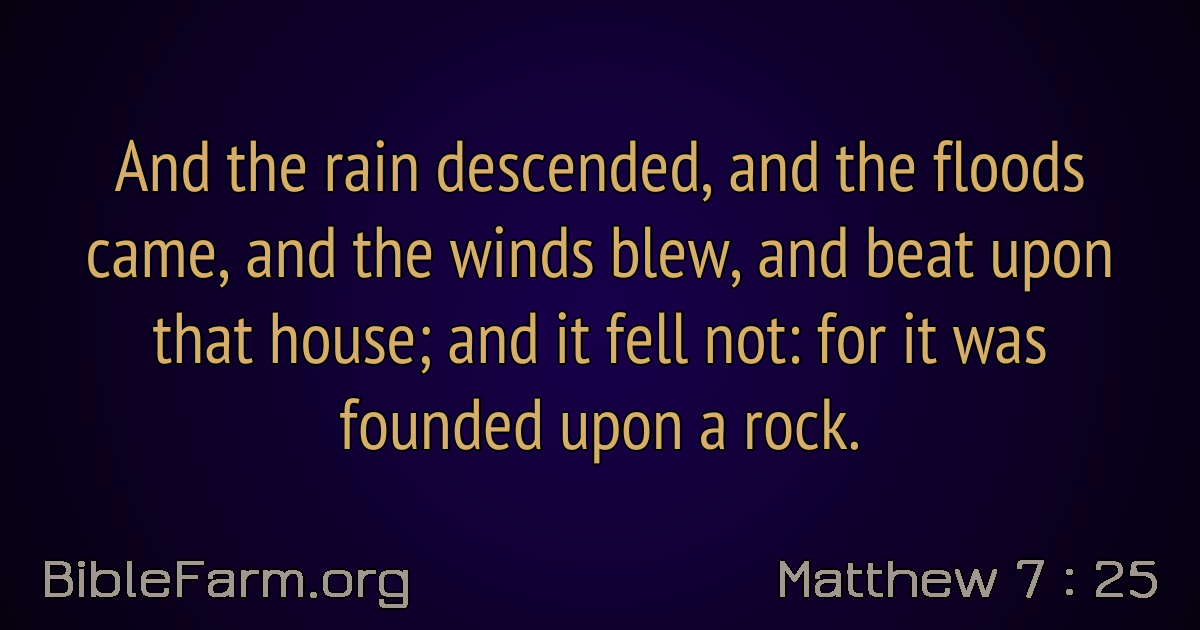 And the rain descended, and the floods
came, and the winds blew, and beat upon
that house; and it fell not: for it was
founded upon a rock.
BibleFarm.org
Matthew 7 : 25